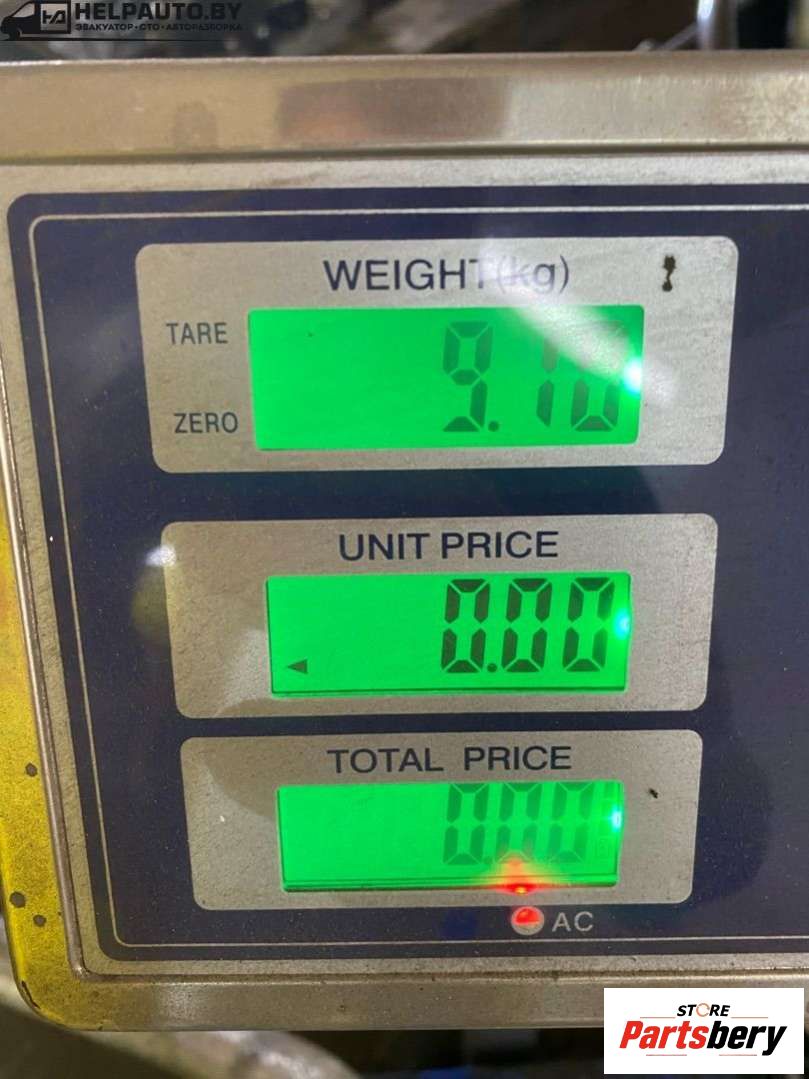 HELPAUTO.BY
ЭВАКУАТОР•СТО•АВТОРАЗБОРКА
WEIGHT(kg)
TARE
9.10
ZERO
UNIT PRICE
0.00
TOTAL PRICE
0.00
AC
STORE
Partsbery